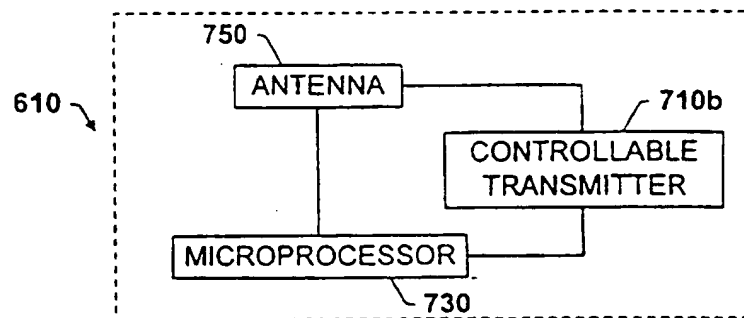 750
ANTENNA
610
710b
CONTROLLABLE
TRANSMITTER
MICROPROCESSOR
730